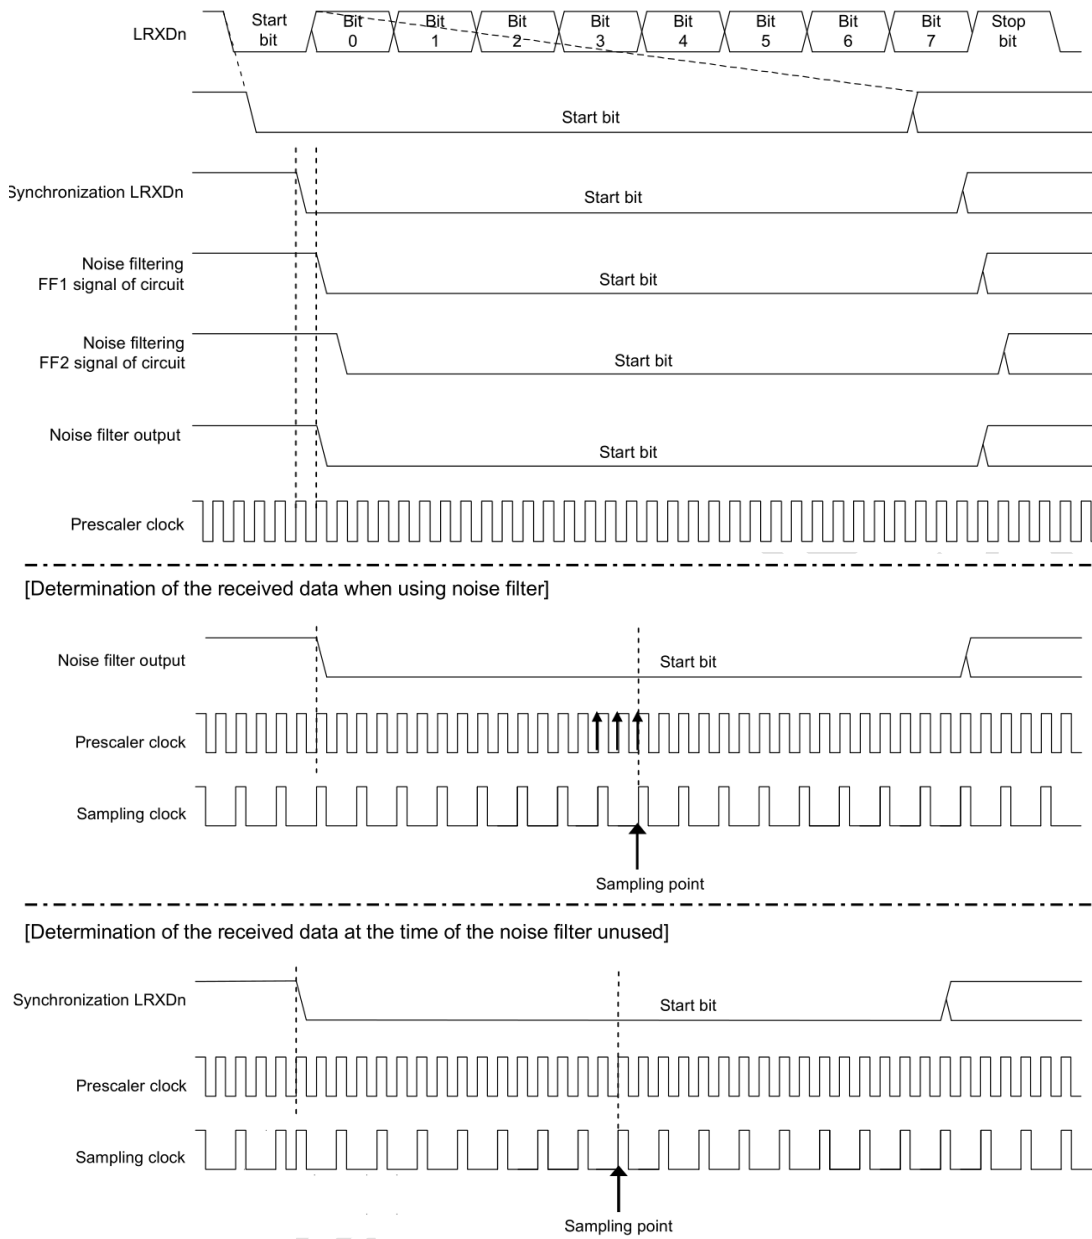 LRXDn
Start bit
Bit 0
Bit 1
Bit 2
Bit 3
Bit 4
Bit 5
Bit 6
Bit 7
Stop bit
Start bit
Synchronization LRXDn
Start bit
Noise filtering
FF1 signal of circuit
Start bit
Noise filtering
FF2 signal of circuit
Start bit
Noise filter output
Start bit
Prescaler clock
[Determination of the received data when using noise filter]
Noise filter output
Start bit
Prescaler clock
Sampling clock
Sampling point
[Determination of the received data at the time of the noise filter unused]
Synchronization LRXDn
Start bit
Prescaler clock
Sampling clock
Sampling point